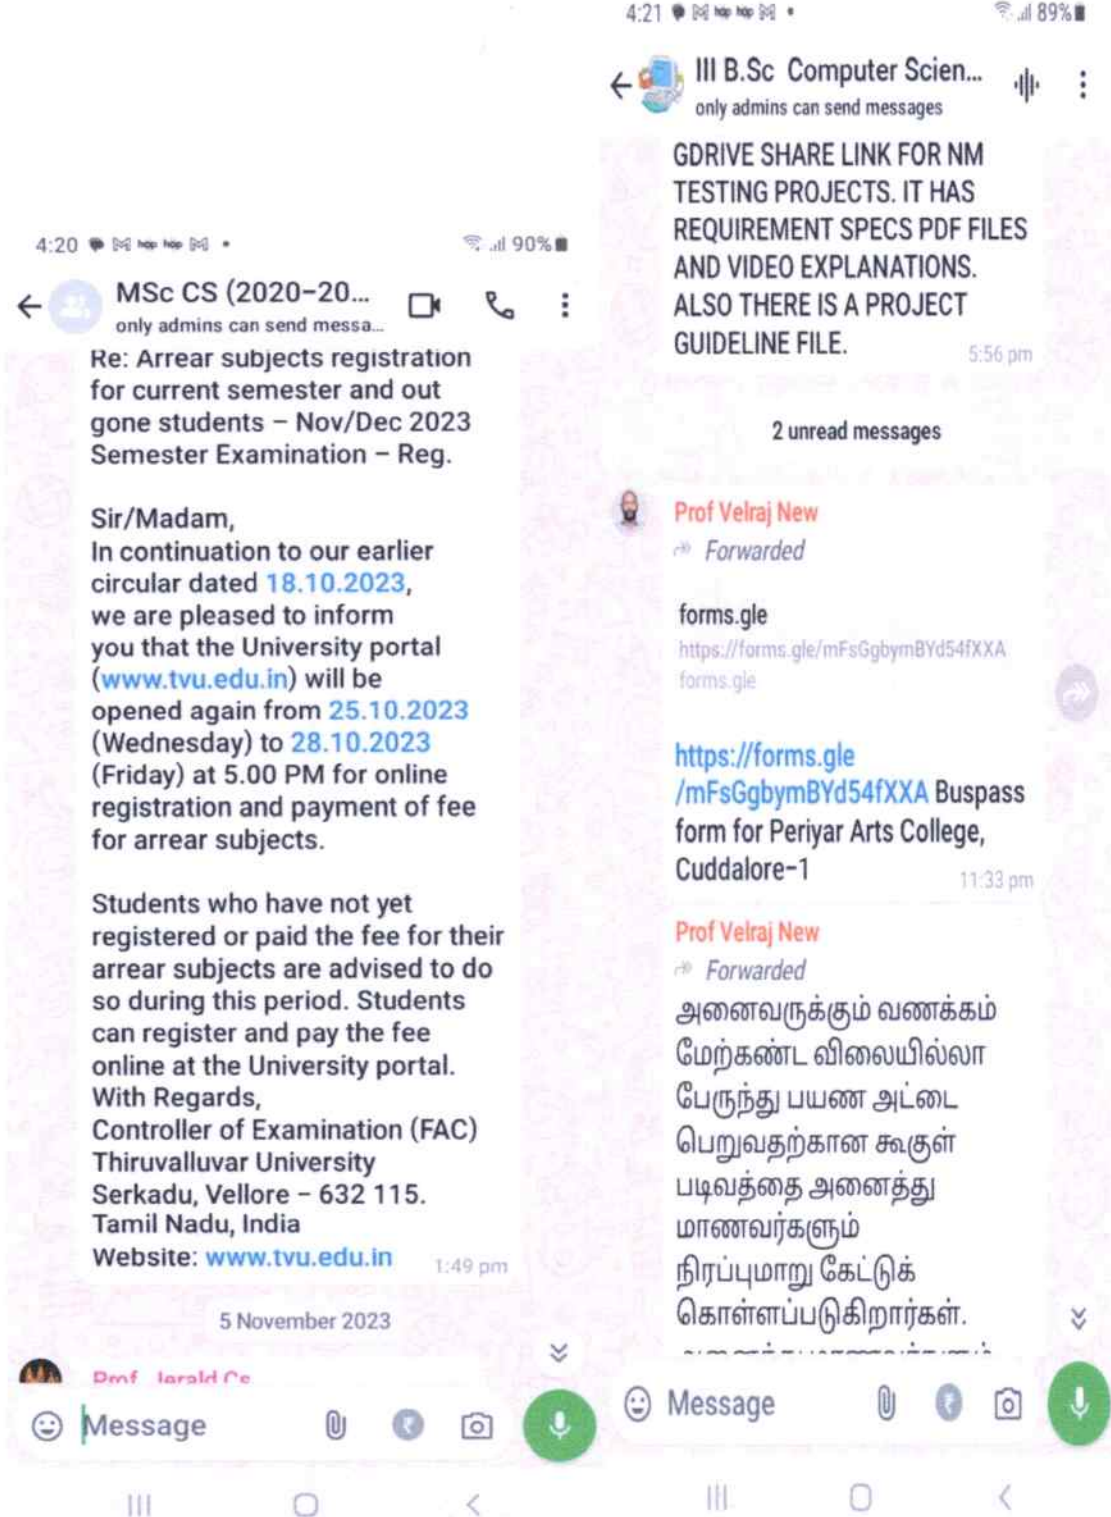 4:20
90%
MSc CS (2020-20...
only admins can send messa...
Re: Arrear subjects registration
for current semester and out
gone students – Nov/Dec 2023
Semester Examination – Reg.
Sir/Madam,
In continuation to our earlier
circular dated 18.10.2023,
we are pleased to inform
you that the University portal
(www.tvu.edu.in) will be
opened again from 25.10.2023
(Wednesday) to 28.10.2023
(Friday) at 5.00 PM for online
registration and payment of fee
for arrear subjects.
Students who have not yet
registered or paid the fee for their
arrear subjects are advised to do
so during this period. Students
can register and pay the fee
online at the University portal.
With Regards,
Controller of Examination (FAC)
Thiruvalluvar University
Serkadu, Vellore – 632 115.
Tamil Nadu, India
Website: www.tvu.edu.in 1:49 pm
5 November 2023
Prof Jerald Cs
Message
4:21
89%
III B.Sc Computer Scien...
only admins can send messages
GDRIVE SHARE LINK FOR NM
TESTING PROJECTS. IT HAS
REQUIREMENT SPECS PDF FILES
AND VIDEO EXPLANATIONS.
ALSO THERE IS A PROJECT
GUIDELINE FILE. 5:56 pm
2 unread messages
Prof Velraj New
Forwarded
forms.gle
https://forms.gle/mFsGgbymBYd54fXXA
forms.gle
https://forms.gle
/mFsGgbymBYd54fXXA Buspass
form for Periyar Arts College,
Cuddalore-1 11:33 pm
Prof Velraj New
Forwarded
அனைவருக்கும் வணக்கம்
மேற்கண்ட விலையில்லா
பேருந்து பயண அட்டை
பெறுவதற்கான கூகுள்
படிவத்தை அனைத்து
மாணவர்களும்
நிரப்புமாறு கேட்டுக்
கொள்ளப்படுகிறார்கள்.
Message